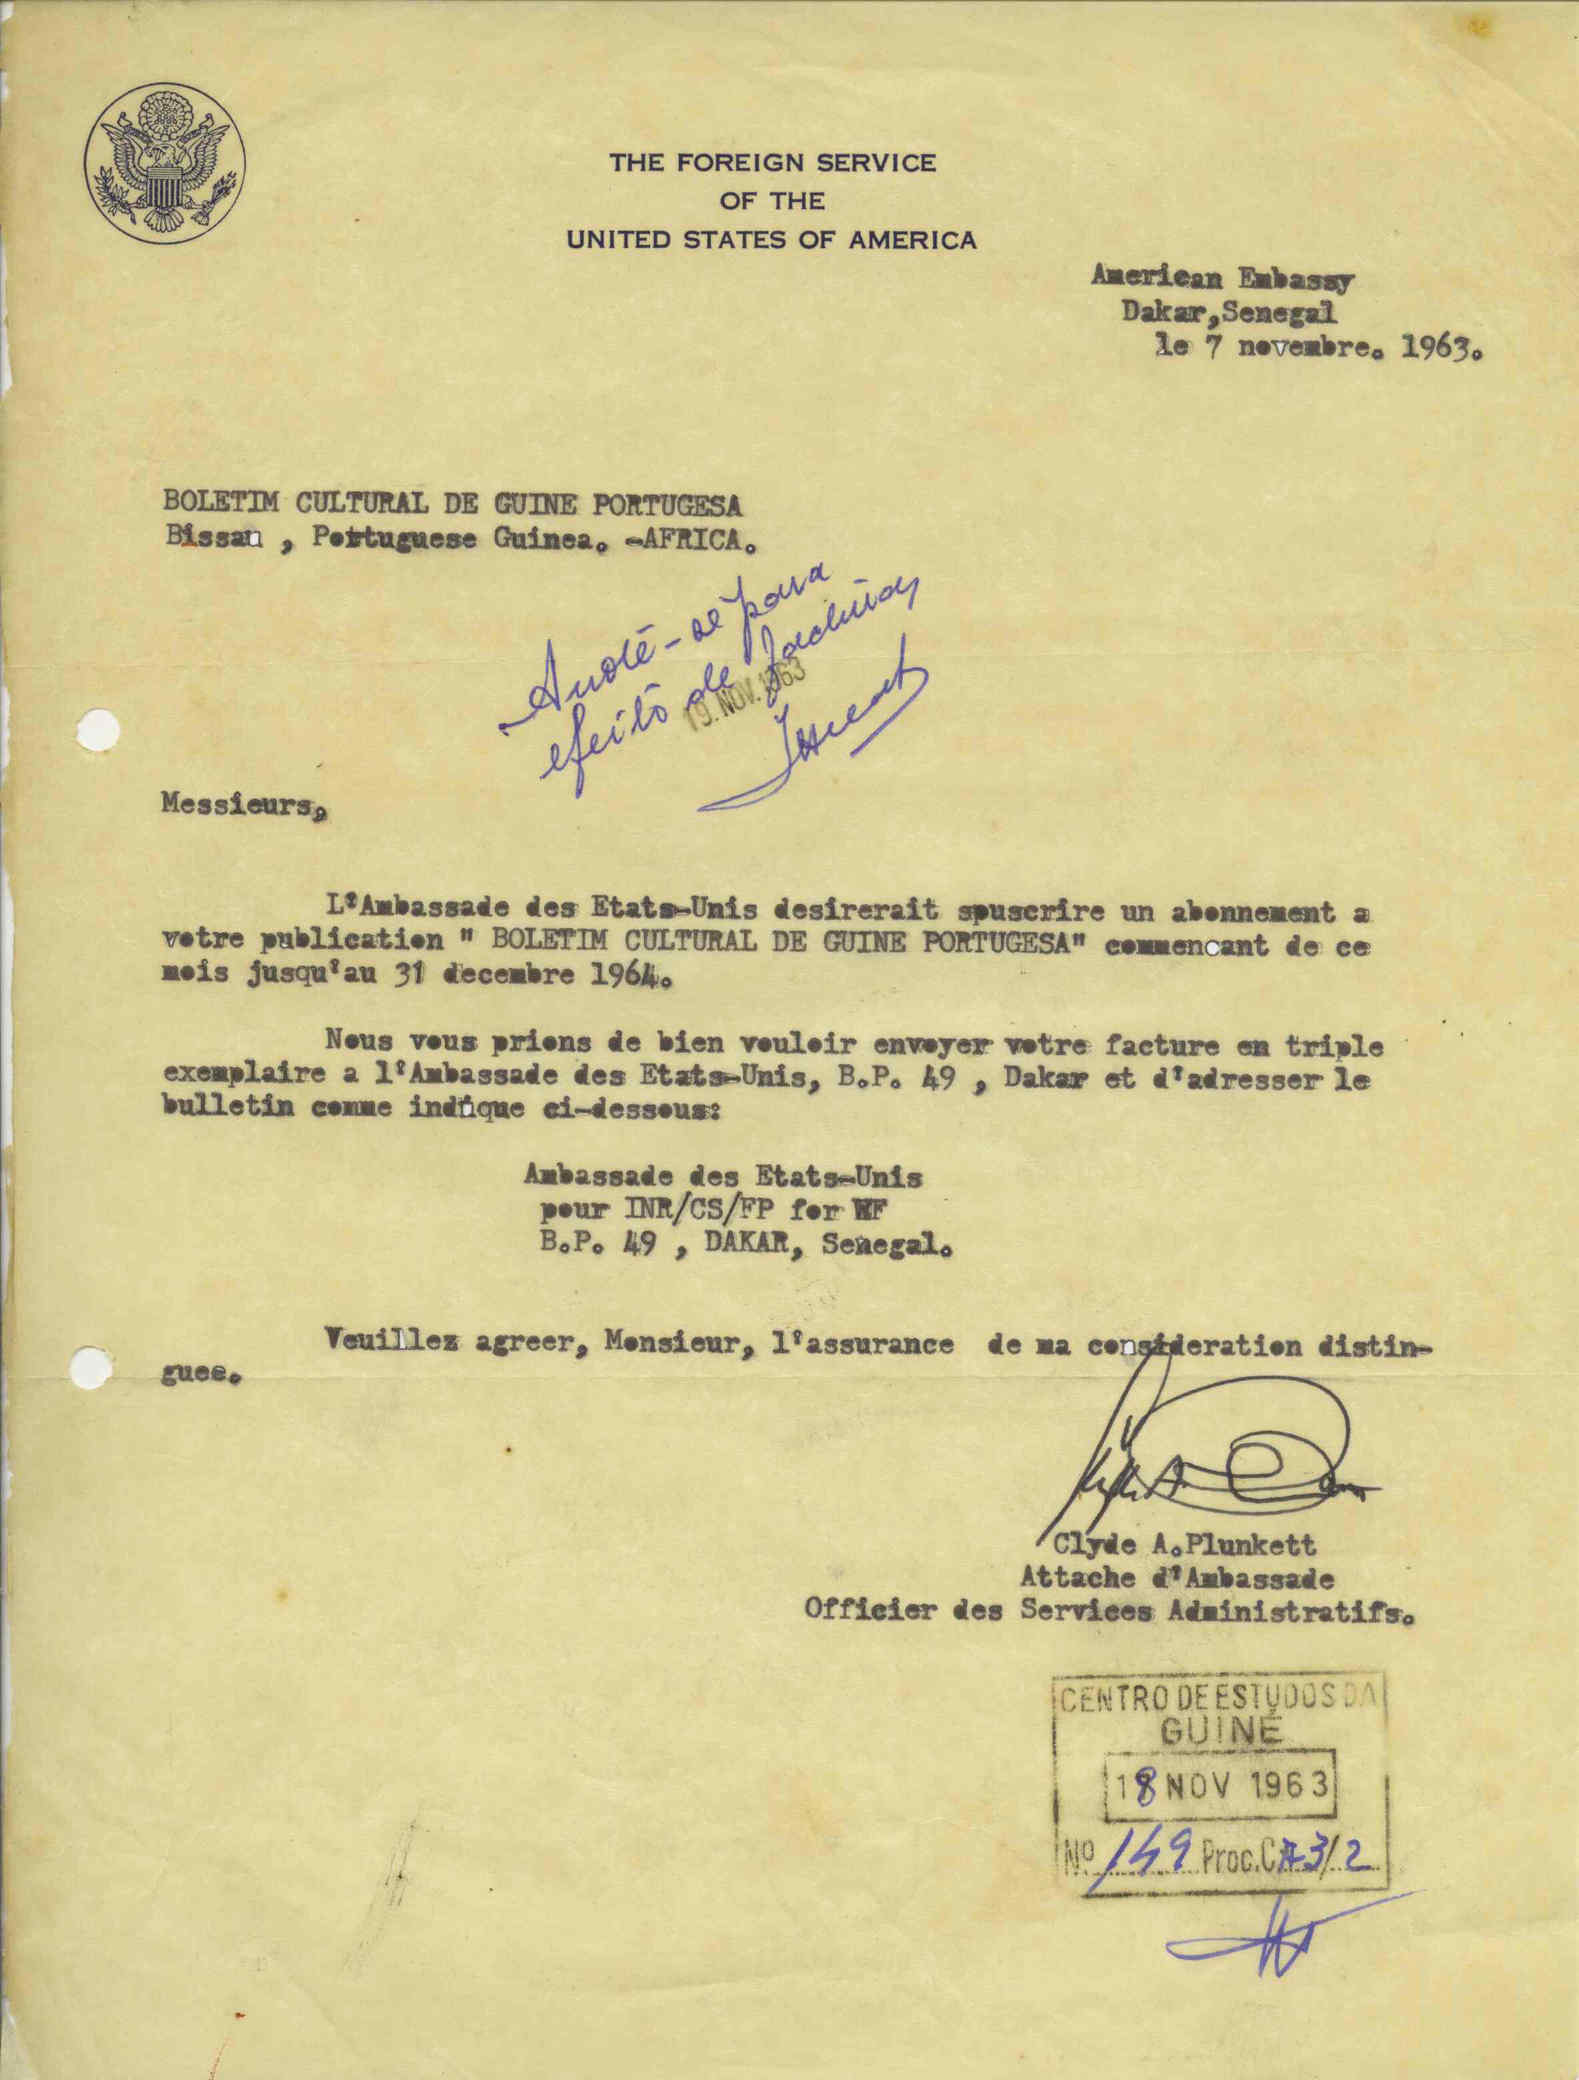 THE FOREIGN SERVICE
OF THE
UNITED STATES OF AMERICA
American Embassy
Dakar,Senegal
le 7 novembre. 1963.
BOLETIM CULTURAL DE GUINE PORTUGESA
Bissau , Portuguese Guinea. -AFRICA.
Anote-se para
efeito de
19. NOV. 1963
Messieurs,
L'Ambassade des Etats-Unis desirerait spuscrire un abonnement a
votre publication " BOLETIM CULTURAL DE GUINE PORTUGESA" commencant de ce
mois jusqu'au 31 decembre 1964.
Nous vous prions de bien vouloir envoyer votre facture en triple
exemplaire a l'Ambassade des Etats-Unis, B.P. 49 , Dakar et d'adresser le
bulletin comme indique ci-dessous:
Ambassade des Etats-Unis
pour INR/CS/FP for WF
B.P. 49 , DAKAR, Senegal.
Veuillez agreer, Monsieur, l'assurance de ma consideration distin-
guee.
Clyde A.Plunkett
Attache d'Ambassade
Officier des Services Administratifs.
CENTRO DE ESTUDOS DA
GUINÉ
18 NOV 1963
Nº 149 Proc. CA3/2